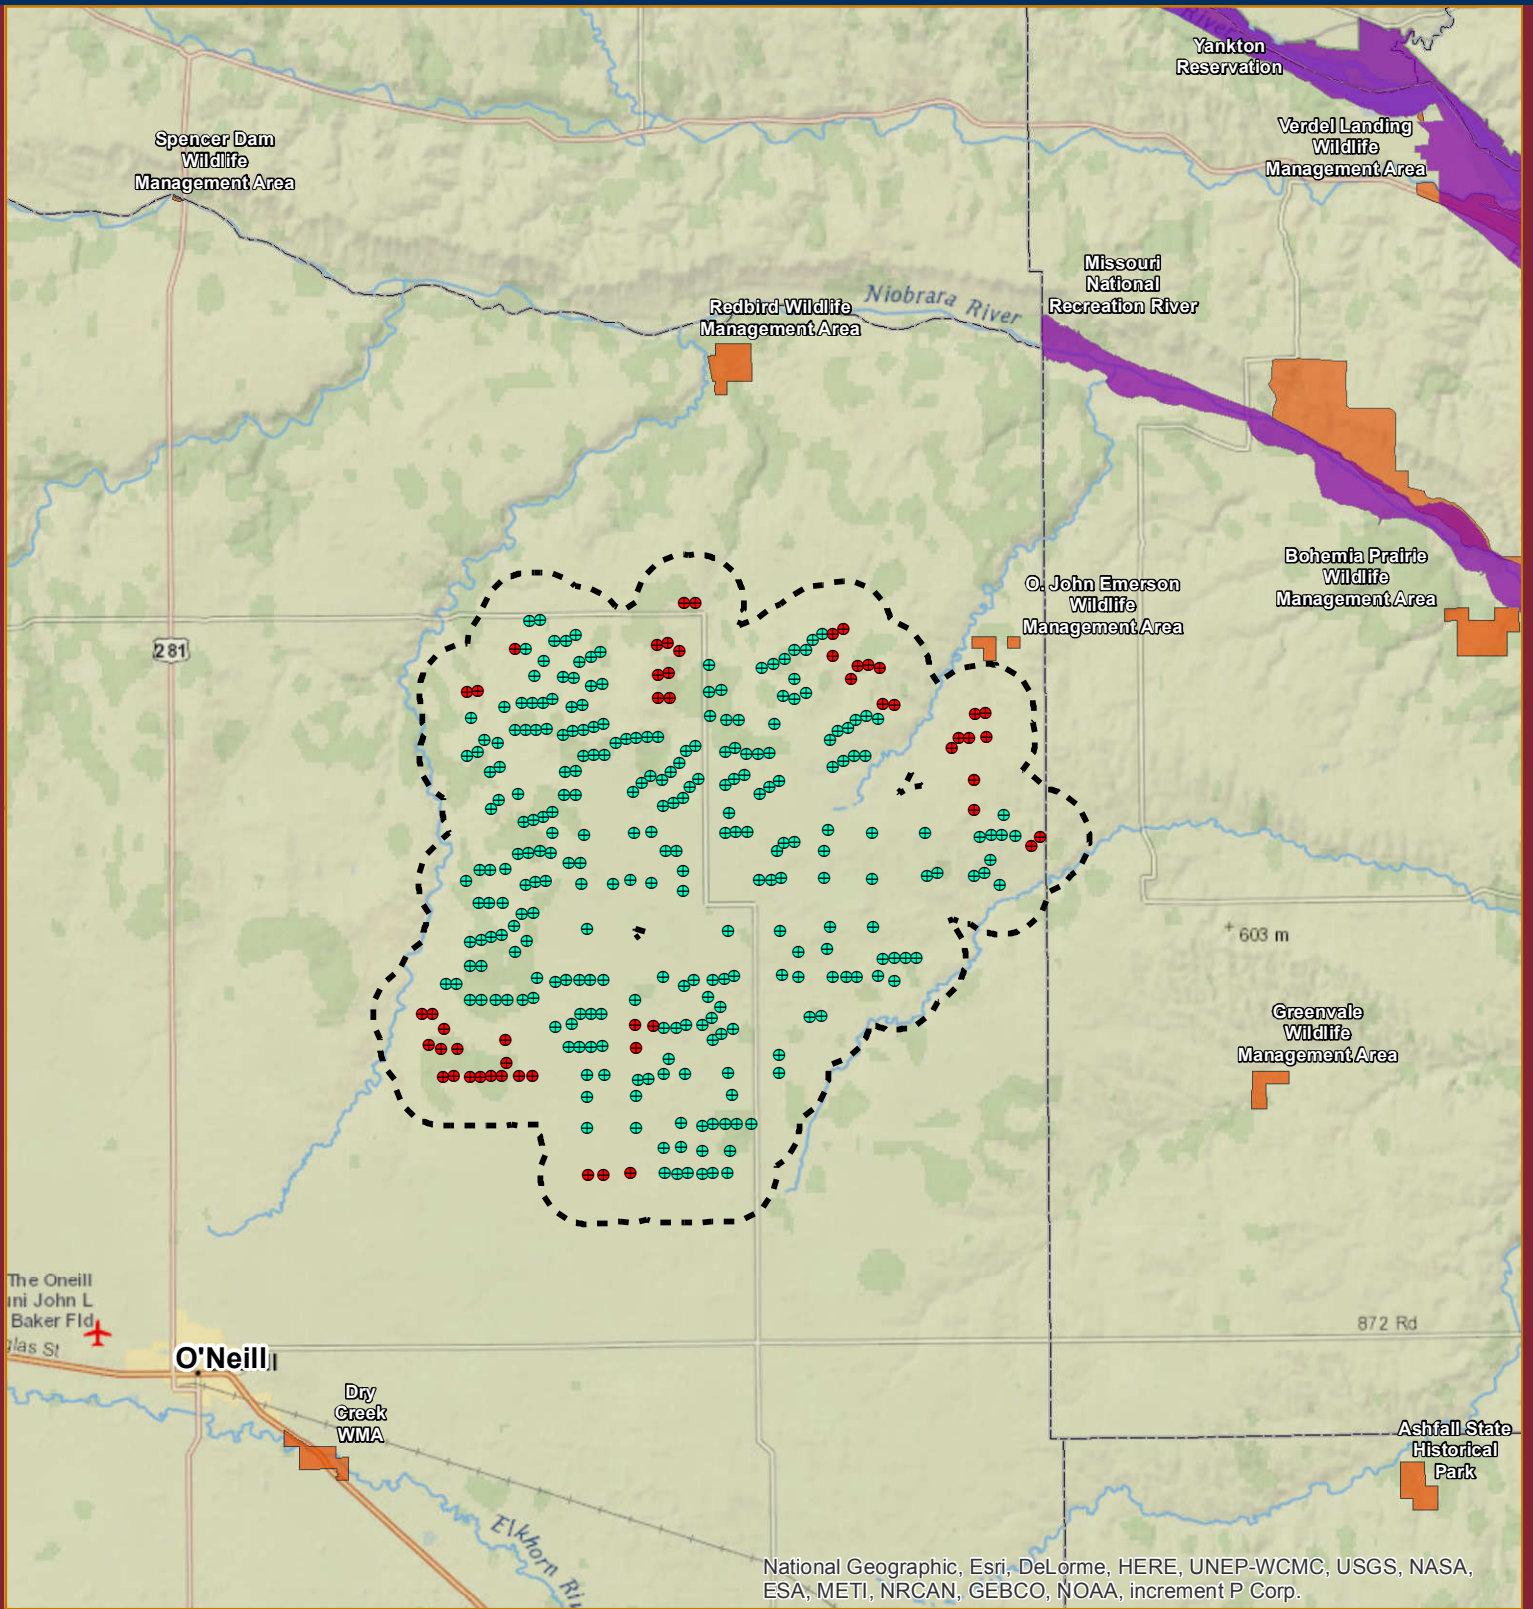 River
Yankton
Reservation
Spencer Dam
Wildlife
Management Area
Verdel Landing
Wildlife
Management Area
Missouri
National
Recreation River
Niobrara River
Redbird Wildlife
Management Area
Bohemia Prairie
Wildlife
Management Area
O. John Emerson
Wildlife
Management Area
281
603 m
Greenvale
Wildlife
Management Area
The Oneill
uni John L
Baker Fld
glas St
872 Rd
O'Neill
Dry
Creek
WMA
Ashfall State
Historical
Park
Elkhorn Riv
National Geographic, Esri, DeLorme, HERE, UNEP-WCMC, USGS, NASA,
ESA, METI, NRCAN, GEBCO, NOAA, increment P Corp.